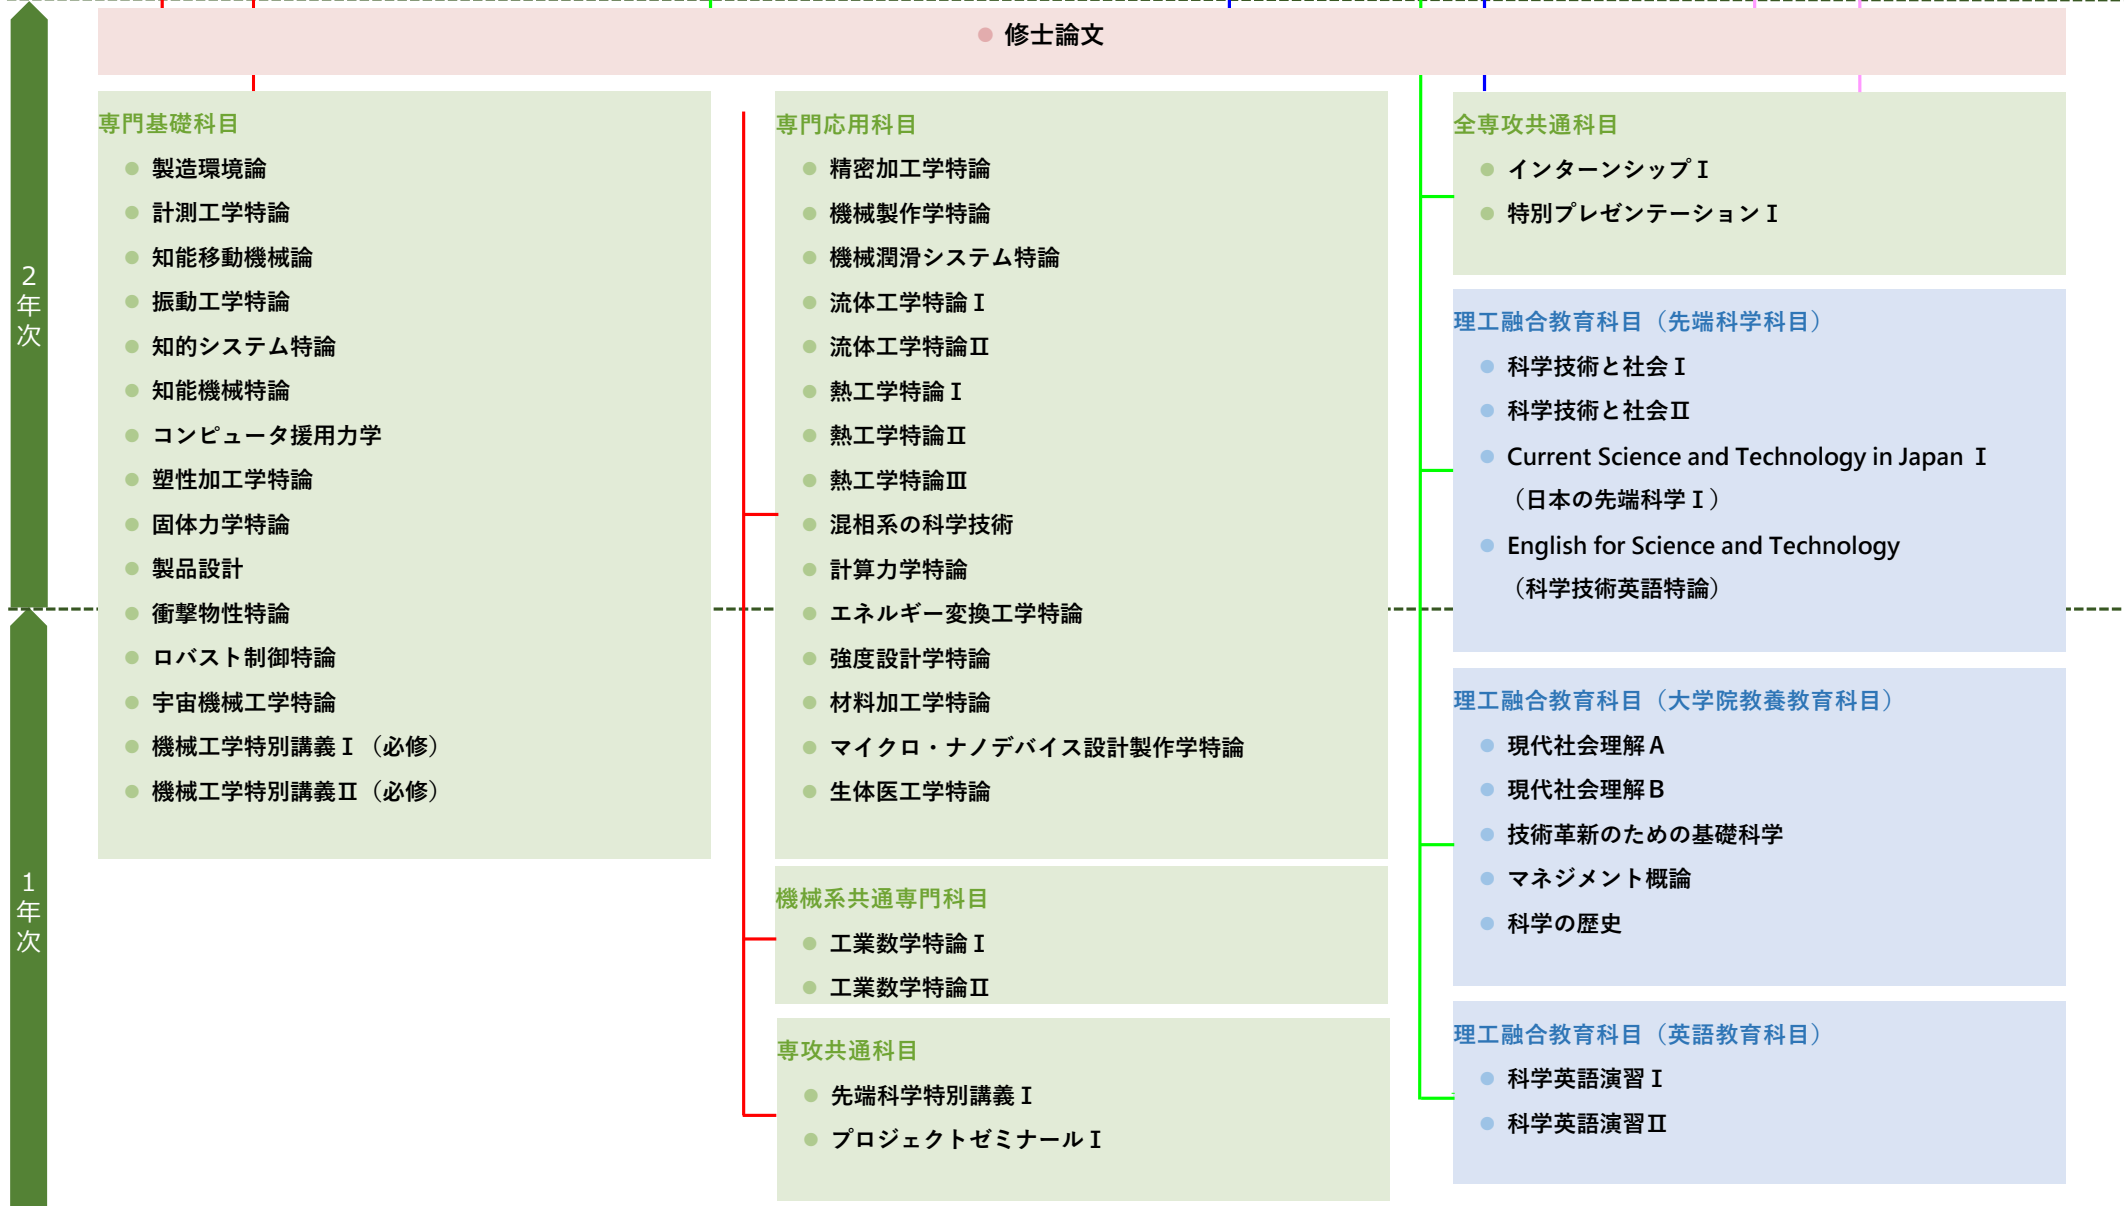 修士論文
2年次
1年次
専門基礎科目
製造環境論
計測工学特論
知能移動機械論
振動工学特論
知的システム特論
知能機械特論
コンピュータ援用力学
塑性加工学特論
固体力学特論
製品設計
衝撃物性特論
ロバスト制御特論
宇宙機械工学特論
機械工学特別講義Ⅰ（必修）
機械工学特別講義Ⅱ（必修）
専門応用科目
精密加工学特論
機械製作学特論
機械潤滑システム特論
流体工学特論Ⅰ
流体工学特論Ⅱ
熱工学特論Ⅰ
熱工学特論Ⅱ
熱工学特論Ⅲ
混相系の科学技術
計算力学特論
エネルギー変換工学特論
強度設計学特論
材料加工学特論
マイクロ・ナノデバイス設計製作学特論
生体医工学特論
機械系共通専門科目
工業数学特論Ⅰ
工業数学特論Ⅱ
専攻共通科目
先端科学特別講義Ⅰ
プロジェクトゼミナールⅠ
全専攻共通科目
インターンシップⅠ
特別プレゼンテーションⅠ
理工融合教育科目（先端科学科目）
科学技術と社会Ⅰ
科学技術と社会Ⅱ
Current Science and Technology in Japan Ⅰ
（日本の先端科学Ⅰ）
English for Science and Technology
（科学技術英語特論）
理工融合教育科目（大学院教養教育科目）
現代社会理解A
現代社会理解B
技術革新のための基礎科学
マネジメント概論
科学の歴史
理工融合教育科目（英語教育科目）
科学英語演習Ⅰ
科学英語演習Ⅱ